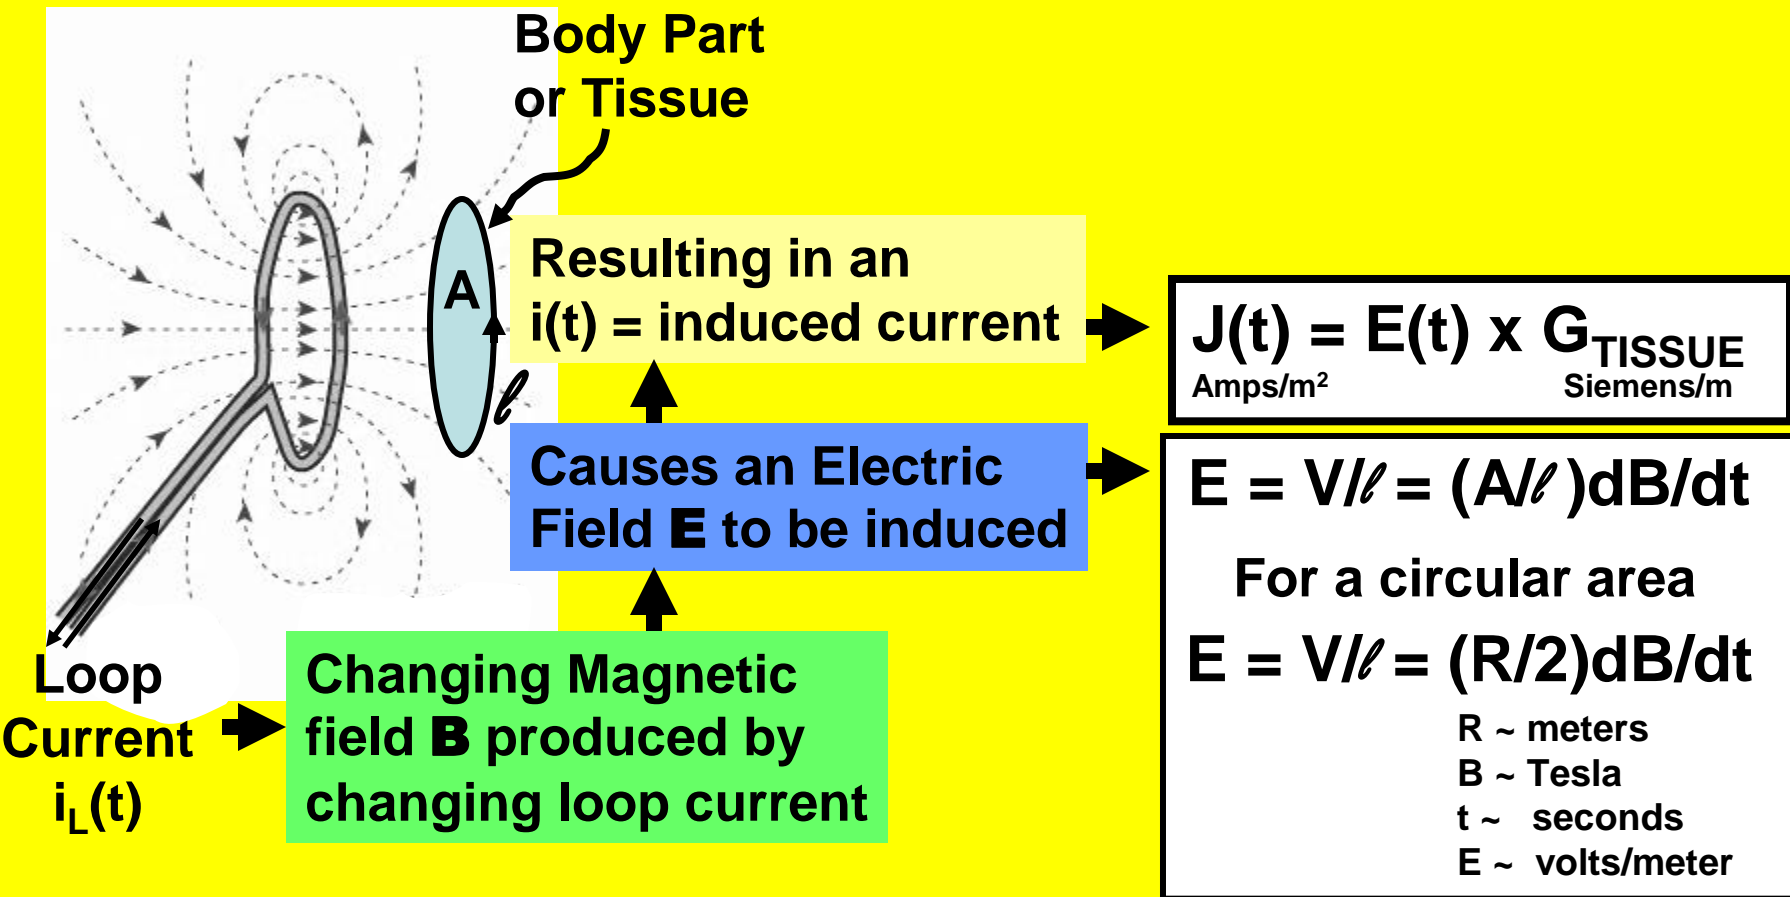 Body Part
or Tissue
A
ℓ
Resulting in an
i(t) = induced current
J(t) = E(t) x G_TISSUE
Amps/m² Siemens/m
Causes an Electric
Field E to be induced
E = V/ℓ = (A/ℓ )dB/dt
For a circular area
E = V/ℓ = (R/2)dB/dt
R ~ meters
B ~ Tesla
t ~ seconds
E ~ volts/meter
Loop
Current
i_L(t)
Changing Magnetic
field B produced by
changing loop current